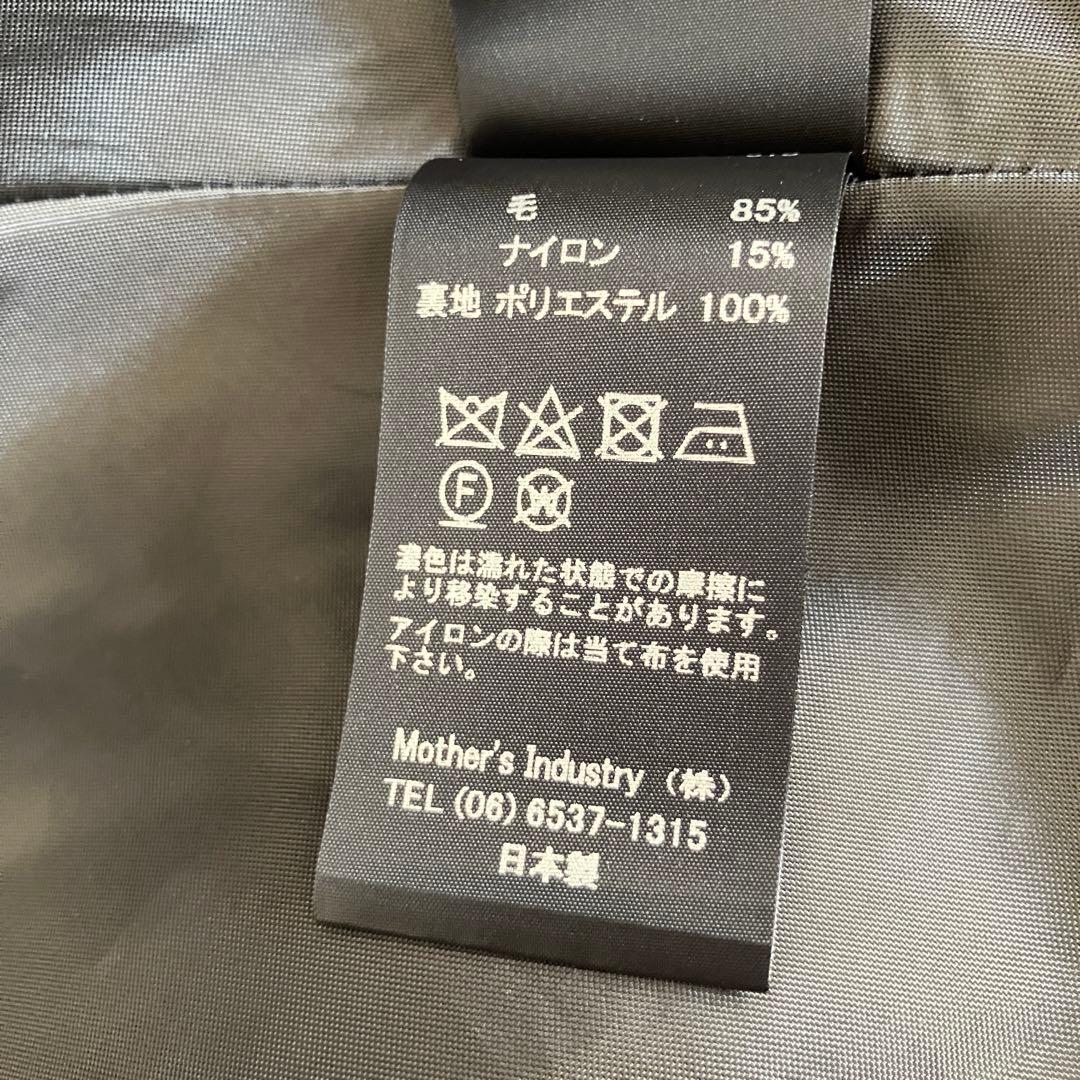 毛 85%
ナイロン 15%
裏地 ポリエステル 100%
F
W
濃色は濡れた状態での摩擦に
より移染することがあります。
アイロンの際は当て布を使用
下さい。
Mother's Industry (株)
TEL (06) 6537-1315
日本製